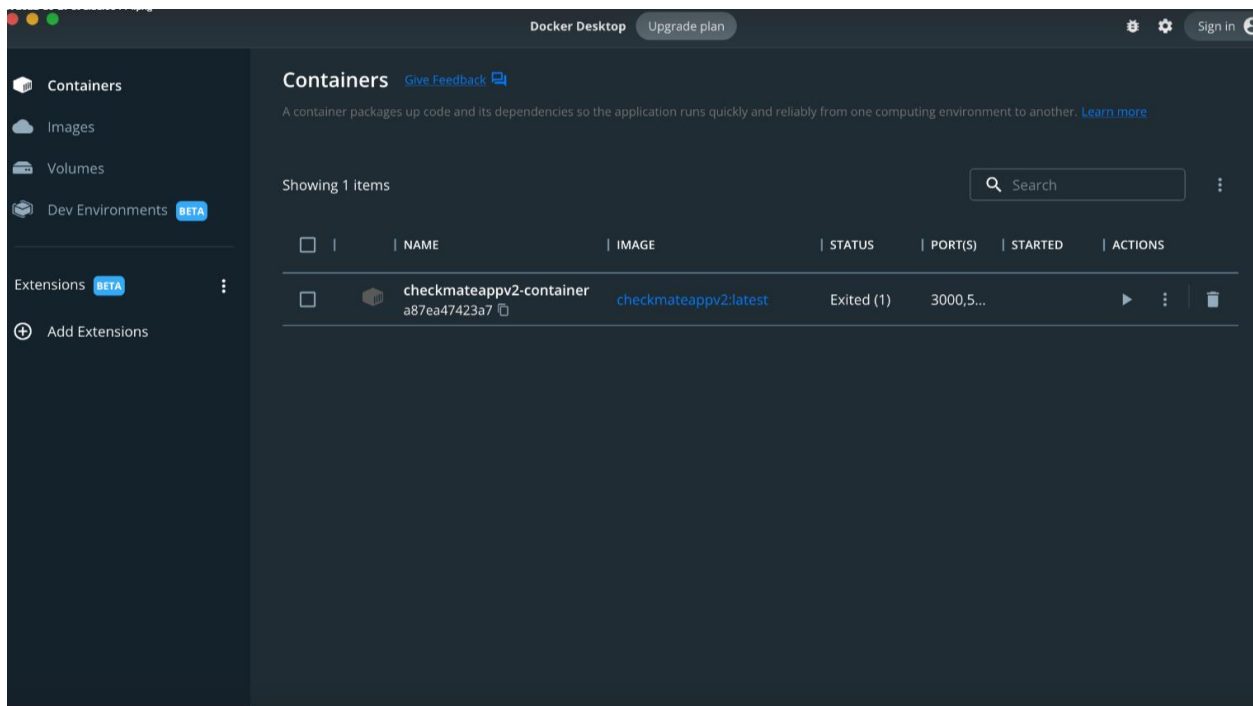 Docker Desktop Upgrade plan Sign in
Containers
Images
Volumes
Dev Environments BETA
Extensions BETA
Add Extensions
Containers Give Feedback
A container packages up code and its dependencies so the application runs quickly and reliably from one computing environment to another. Learn more
Showing 1 items
Search
NAME IMAGE STATUS PORT(S) STARTED ACTIONS
checkmateappv2-container checkmateappv2:latest Exited (1) 3000,5...
a87ea47423a7